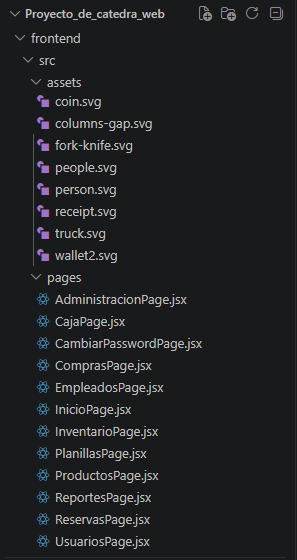 Proyecto_de_catedra_web
frontend
src
assets
coin.svg
columns-gap.svg
fork-knife.svg
people.svg
person.svg
receipt.svg
truck.svg
wallet2.svg
pages
AdministracionPage.jsx
CajaPage.jsx
CambiarPasswordPage.jsx
ComprasPage.jsx
EmpleadosPage.jsx
InicioPage.jsx
InventarioPage.jsx
PlanillasPage.jsx
ProductosPage.jsx
ReportesPage.jsx
ReservasPage.jsx
UsuariosPage.jsx